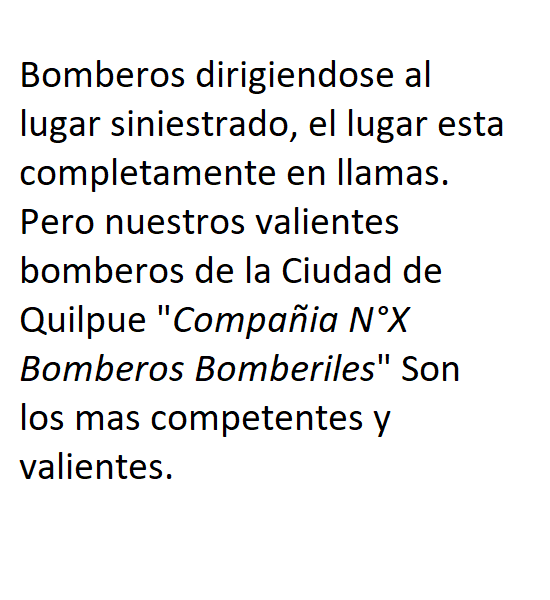 Bomberos dirigiendose al
lugar siniestrado, el lugar esta
completamente en llamas.
Pero nuestros valientes
bomberos de la Ciudad de
Quilpue "Compañia N°X
Bomberos Bomberiles" Son
los mas competentes y
valientes.